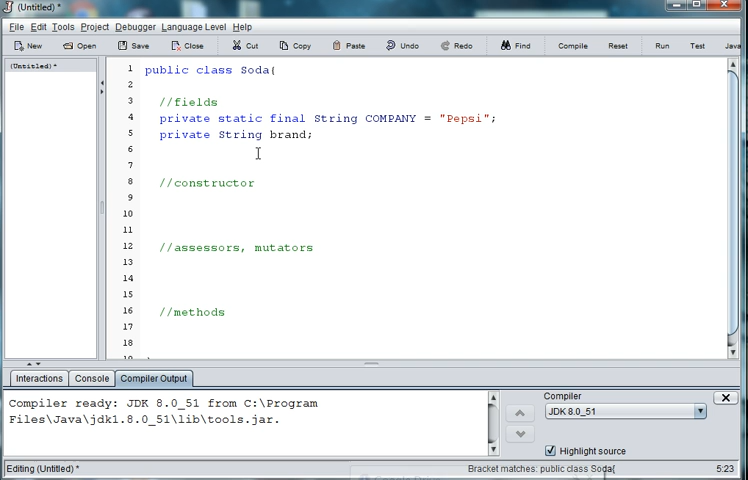 (Untitled) *
File Edit Tools Project Debugger Language Level Help
New Open Save Close Cut Copy Paste Undo Redo Find Compile Reset Run Test Java
(Untitled) *
1 public class Soda{
2
3 //fields
4 private static final String COMPANY = "Pepsi";
5 private String brand;
6
7
8 //constructor
9
10
11
12 //assessors, mutators
13
14
15
16 //methods
17
18
Interactions Console Compiler Output
Compiler ready: JDK 8.0_51 from C:\Program
Files\Java\jdk1.8.0_51\lib\tools.jar.
Compiler
JDK 8.0_51
Highlight source
Editing (Untitled) * Bracket matches: public class Soda{ 5:23